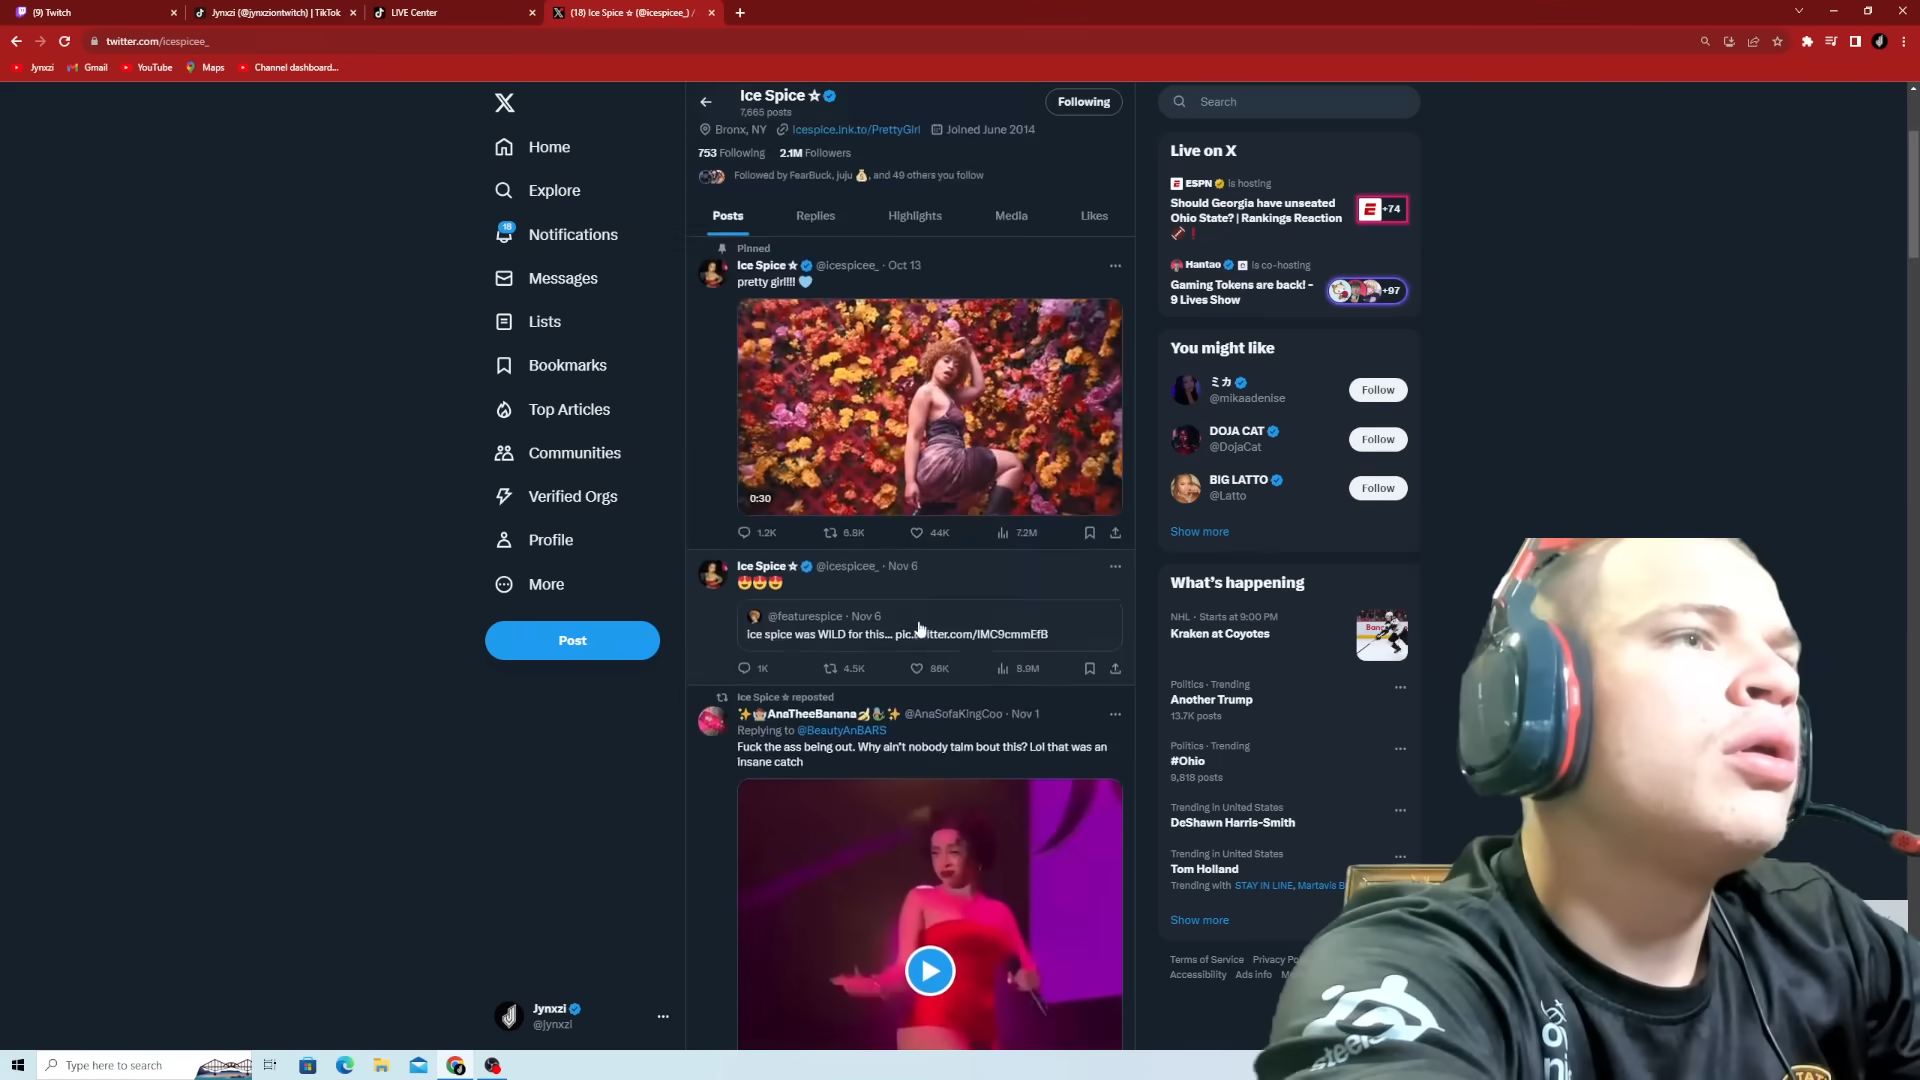 (9) Twitch
Jynxzi (@jynxziontwitch) | TikTok
LIVE Center
(18) Ice Spice ☆ (@icespicee_) /
twitter.com/icespicee_
Jynxzi
Gmail
YouTube
Maps
Channel dashboard...
Home
Explore
18
Notifications
Messages
Lists
Bookmarks
Top Articles
Communities
Verified Orgs
Profile
More
Post
Jynxzi
@jynxzi
Ice Spice ☆
7,665 posts
Following
Bronx, NY icespice.lnk.to/PrettyGirl Joined June 2014
753 Following 2.1M Followers
Followed by FearBuck, juju 💰, and 49 others you follow
Posts Replies Highlights Media Likes
Pinned
Ice Spice ☆ @icespicee_ · Oct 13
pretty girl!!! 🩵
0:30
1.2K 6.8K 44K 7.2M
Ice Spice ☆ @icespicee_ · Nov 6
😍😍😍
@featurespice · Nov 6
ice spice was WILD for this... pic.twitter.com/IMC9cmmEfB
1K 4.5K 86K 8.9M
Ice Spice ☆ reposted
AnaTheeBanana @AnaSofaKingCoo · Nov 1
Replying to @BeautyAnBARS
Fuck the ass being out. Why ain't nobody talm bout this? Lol that was an
insane catch
Search
Live on X
ESPN is hosting
Should Georgia have unseated
Ohio State? | Rankings Reaction
🏈❗
+74
Hantao is co-hosting
Gaming Tokens are back! -
9 Lives Show
+97
You might like
ミカ
@mikaadenise
Follow
DOJA CAT
@DojaCat
Follow
BIG LATTO
@Latto
Follow
Show more
What's happening
NHL · Starts at 9:00 PM
Kraken at Coyotes
Politics · Trending
Another Trump
13.7K posts
Politics · Trending
#Ohio
9,818 posts
Trending in United States
DeShawn Harris-Smith
Trending in United States
Tom Holland
Trending with STAY IN LINE, Martavis B
Show more
Terms of Service Privacy Po
Accessibility Ads info M
steels
Type here to search